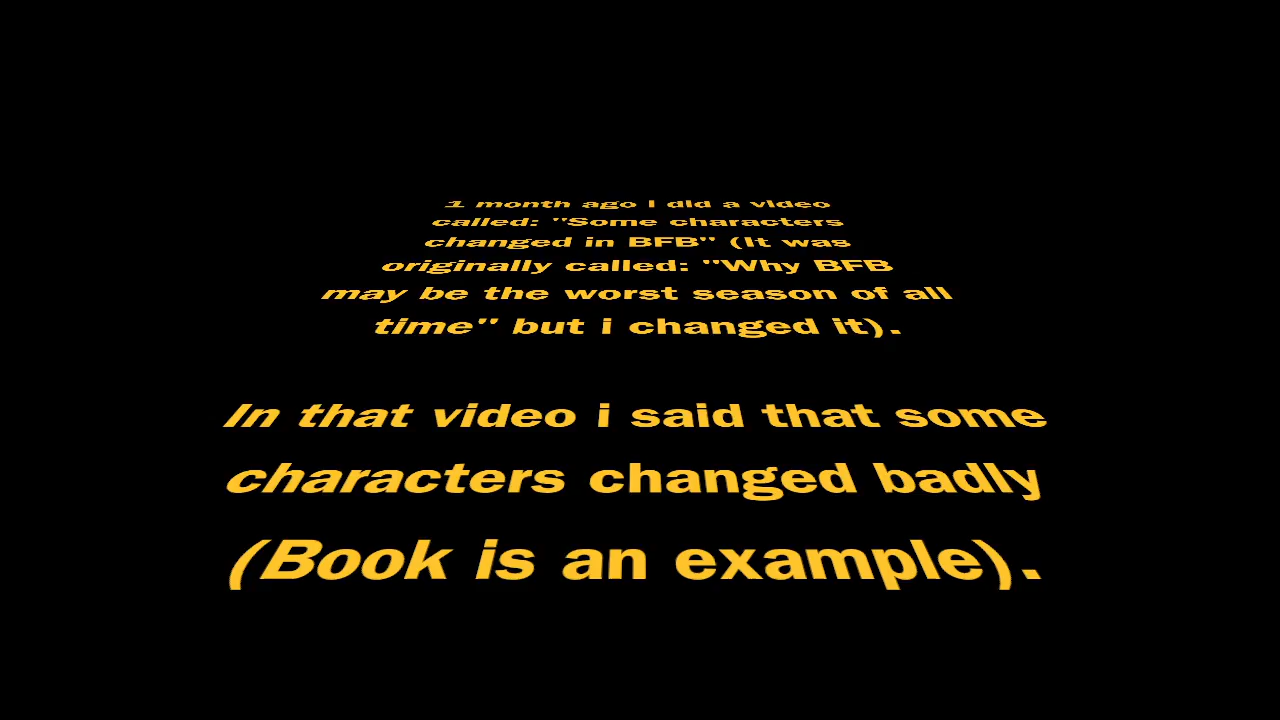 1 month ago i did a video
called: "Some characters
changed in BFB" (It was
originally called: "Why BFB
may be the worst season of all
time" but i changed it).
In that video i said that some
characters changed badly
(Book is an example).